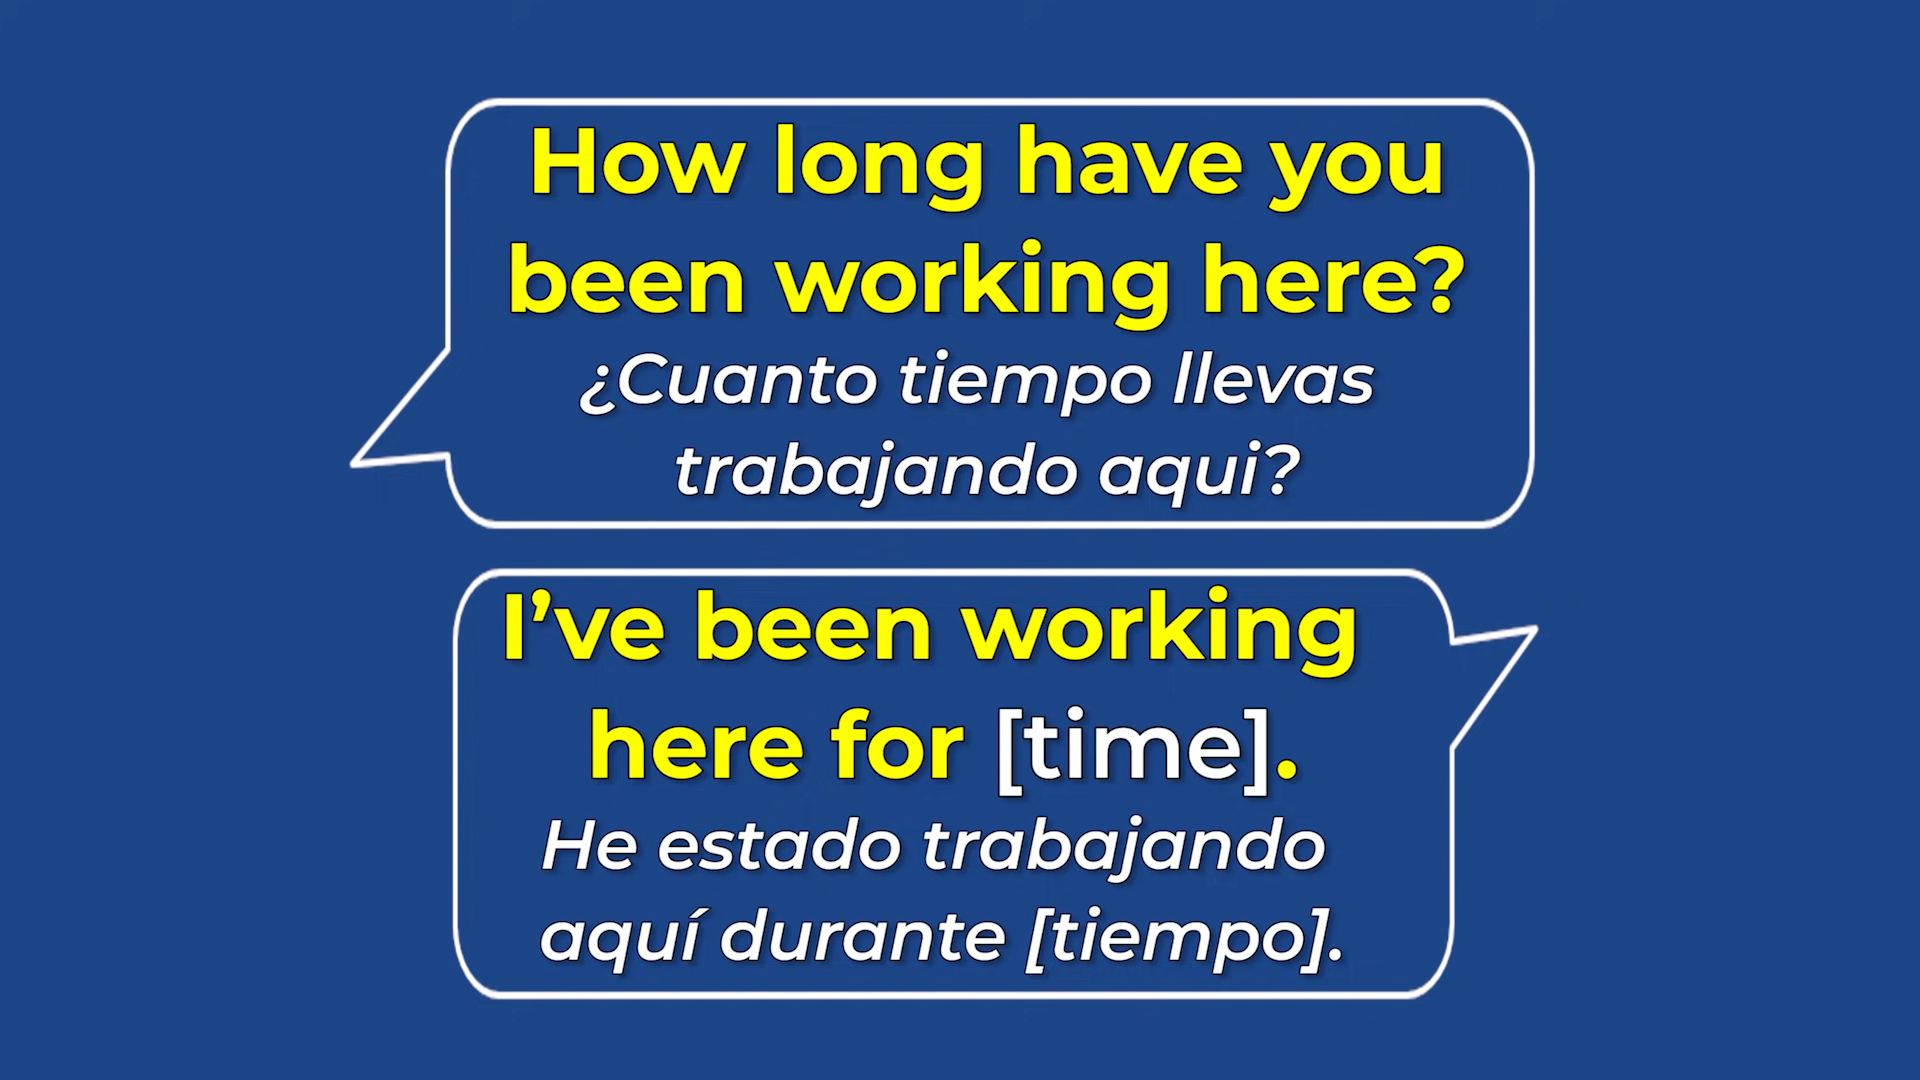 How long have you
been working here?
¿Cuanto tiempo llevas
trabajando aqui?
I’ve been working
here for [time].
He estado trabajando
aquí durante [tiempo].